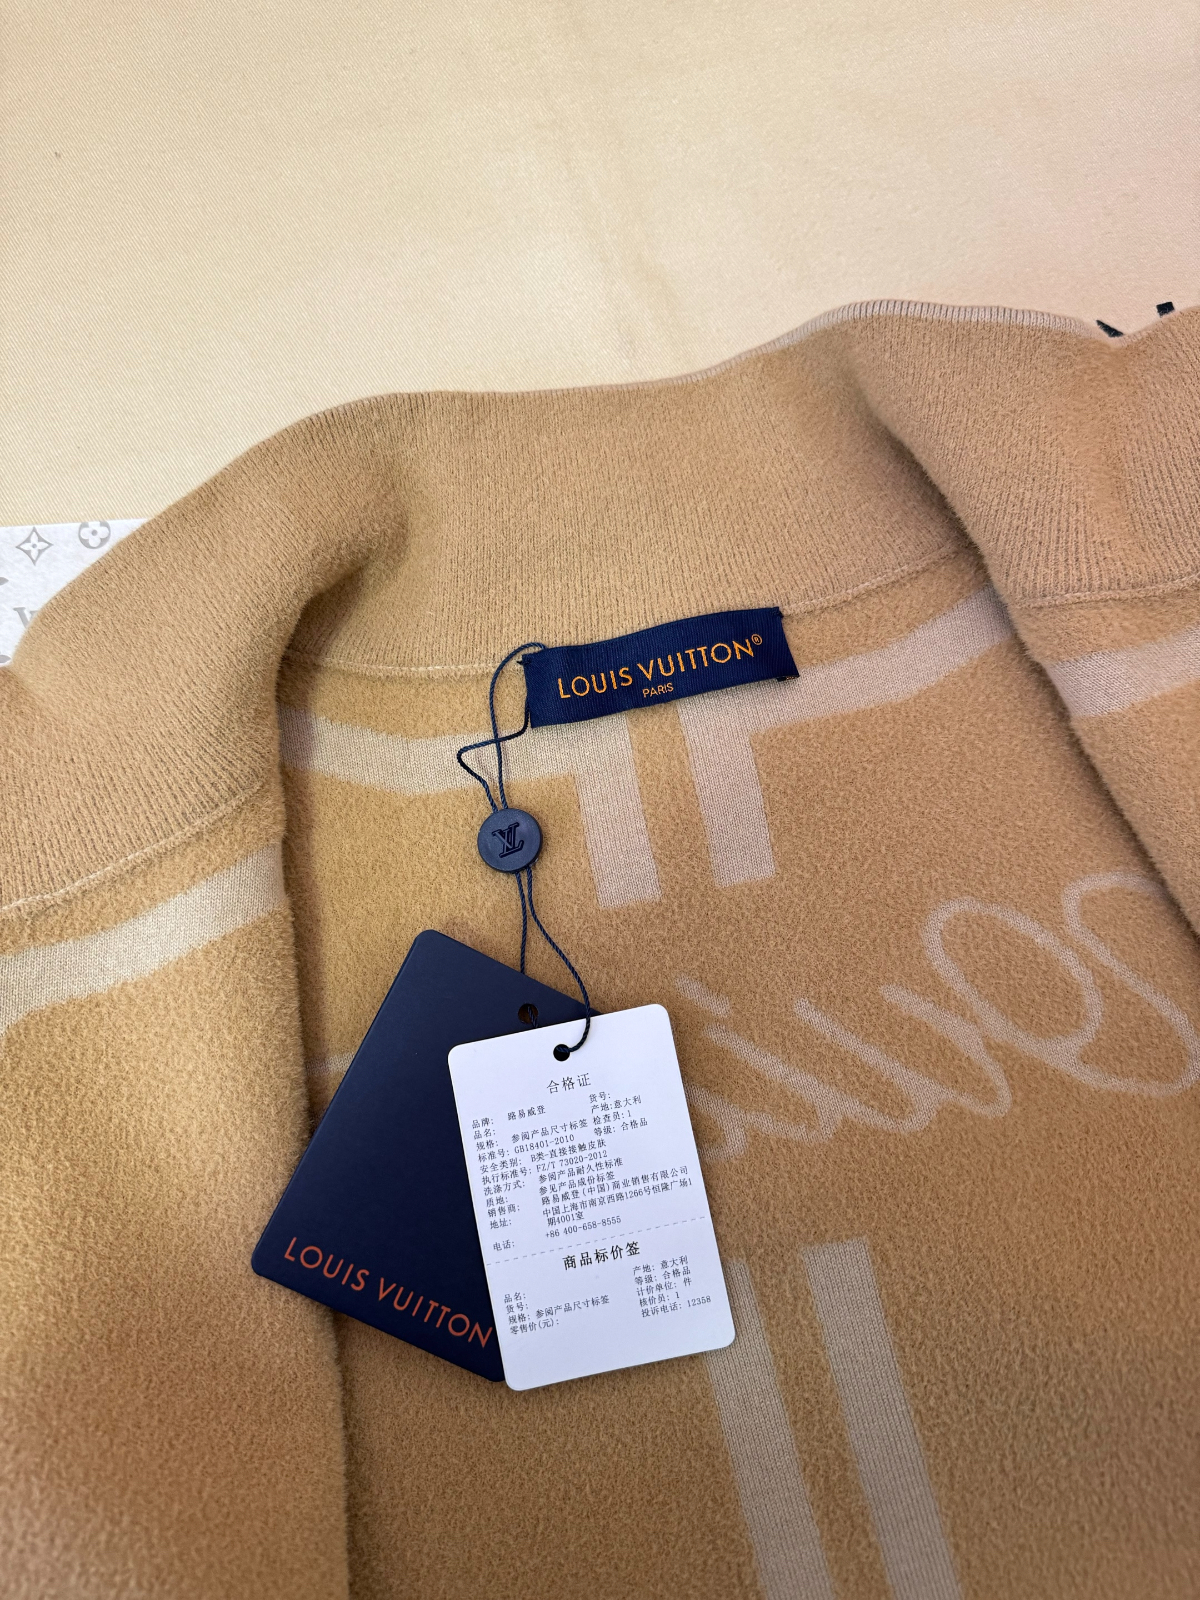 LOUIS VUITTON®
PARIS
LV
合格证
品牌: 路易威登 货号:
品名: 产地:意大利
规格: 参阅产品尺寸标签 检查员:1
标准号: GB18401-2010 等级: 合格品
安全类别: B类-直接接触皮肤
执行标准号: FZ/T 73020-2012
洗涤方式: 参阅产品耐久性标准
质地: 参见产品成份标签
销售商: 路易威登(中国)商业销售有限公司
地址: 中国上海市南京西路1266号恒隆广场1
期4001室
电话: +86 400-658-8555
商品标价签
品名: 产地: 意大利
货号: 等级: 合格品
规格: 参阅产品尺寸标签 计价单位: 件
零售价(元): 核价员: 1
投诉电话: 12358
LOUIS VUITTON